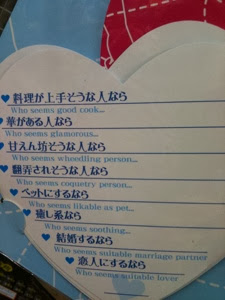 料理が上手そうな人なら
Who seems good cook...
華がある人なら
Who seems glamorous...
甘えん坊そうな人なら
Who seems wheedling person...
翻弄されそうな人なら
Who seems coquetry person...
ペットにするなら
Who seems likable as pet...
癒し系なら
Who seems soothing...
結婚するなら
Who seems suitable marriage partner
恋人にするなら
Who seems suitable lover